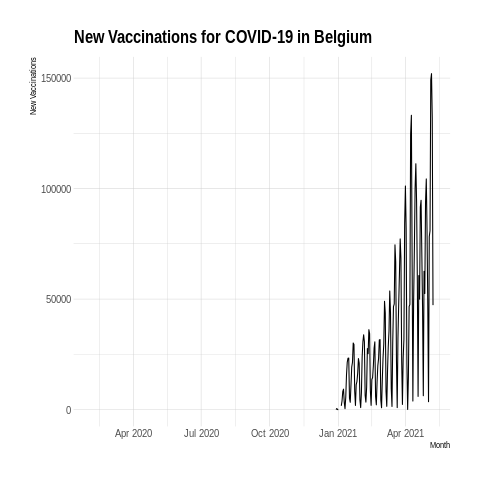 New Vaccinations for COVID-19 in Belgium
New Vaccinations
150000
100000
50000
0
Apr 2020 Jul 2020 Oct 2020 Jan 2021 Apr 2021
Month